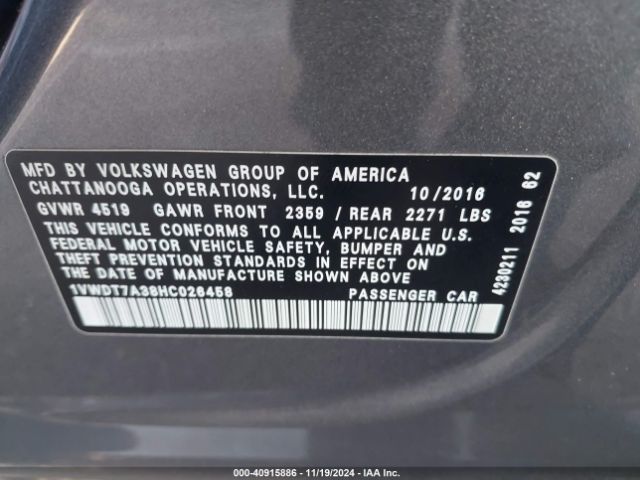 MFD BY VOLKSWAGEN GROUP OF AMERICA
CHATTANOOGA OPERATIONS, LLC. 10/2016
GVWR 4519 GAWR FRONT 2359 / REAR 2271 LBS
THIS VEHICLE CONFORMS TO ALL APPLICABLE U.S.
FEDERAL MOTOR VEHICLE SAFETY, BUMPER AND
THEFT PREVENTION STANDARDS IN EFFECT ON
THE DATE OF MANUFACTURE SHOWN ABOVE
1VWDT7A38HC026458 PASSENGER CAR
4230211 2016 62
000-40915886 - 11/19/2024 - IAA Inc.